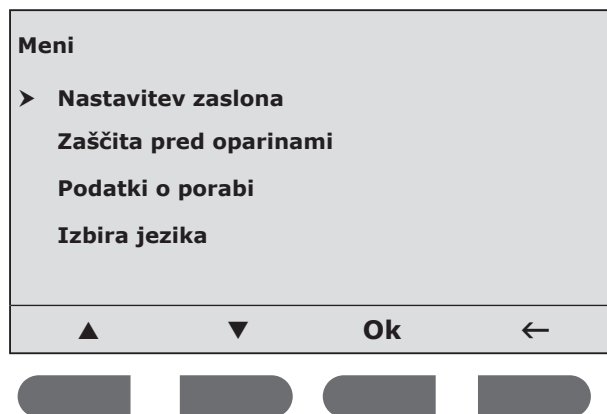 Meni
➤ Nastavitev zaslona
Zaščita pred oparinami
Podatki o porabi
Izbira jezika
▲ ▼ Ok ←